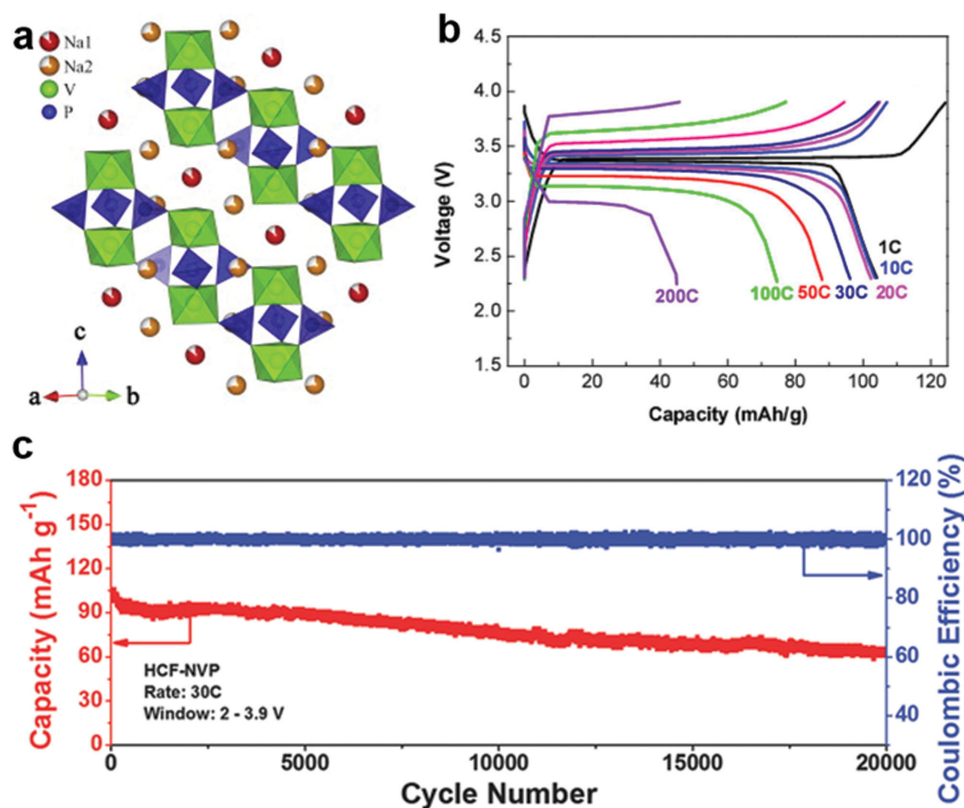 a
Na1
Na2
V
P
c
a
b
b
Voltage (V)
4.5
4.0
3.5
3.0
2.5
2.0
1.5
1C
10C
200C
100C
50C
30C
20C
0
20
40
60
80
100
120
Capacity (mAh/g)
c
Capacity (mAh g-1)
180
150
120
90
60
30
0
120
100
80
60
40
Coulombic Efficiency (%)
HCF-NVP
Rate: 30C
Window: 2 - 3.9 V
0
5000
10000
15000
20000
Cycle Number